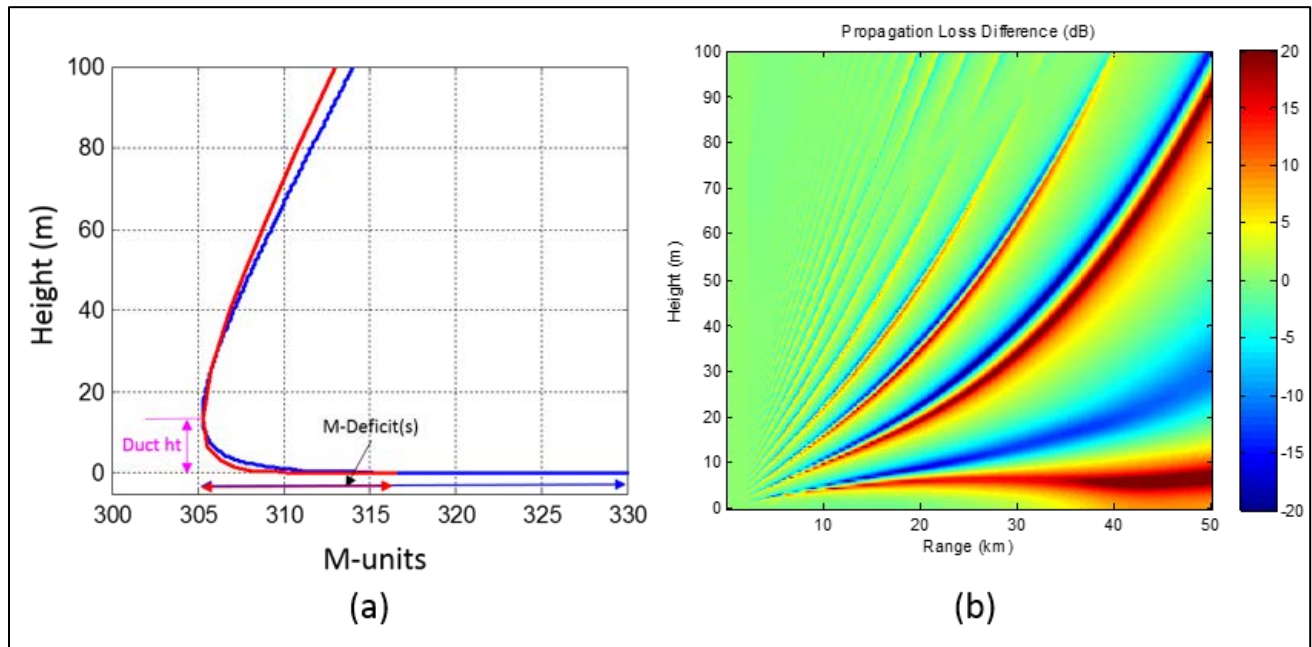 100
80
60
40
20
0
Height (m)
Duct ht
M-Deficit(s)
300 305 310 315 320 325 330
M-units
(a)
Propagation Loss Difference (dB)
100
90
80
70
60
50
40
30
20
10
0
Height (m)
10 20 30 40 50
Range (km)
20
15
10
5
0
-5
-10
-15
-20
(b)